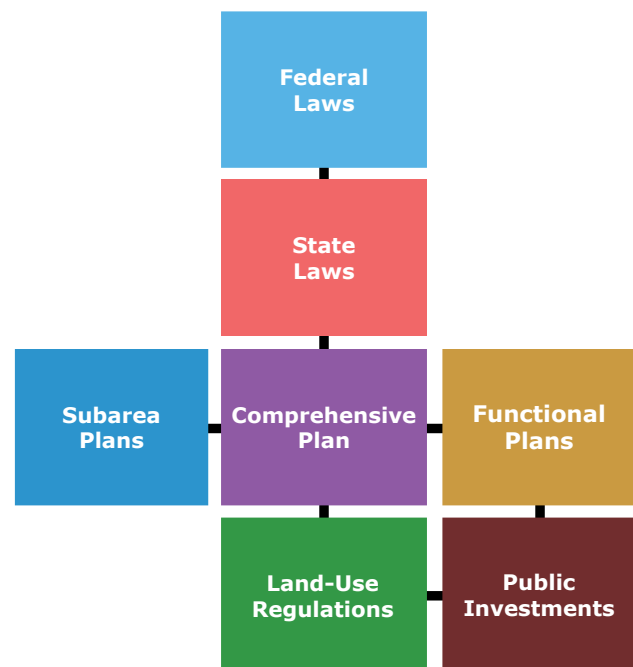 Federal
Laws
State
Laws
Subarea
Plans
Comprehensive
Plan
Functional
Plans
Land-Use
Regulations
Public
Investments